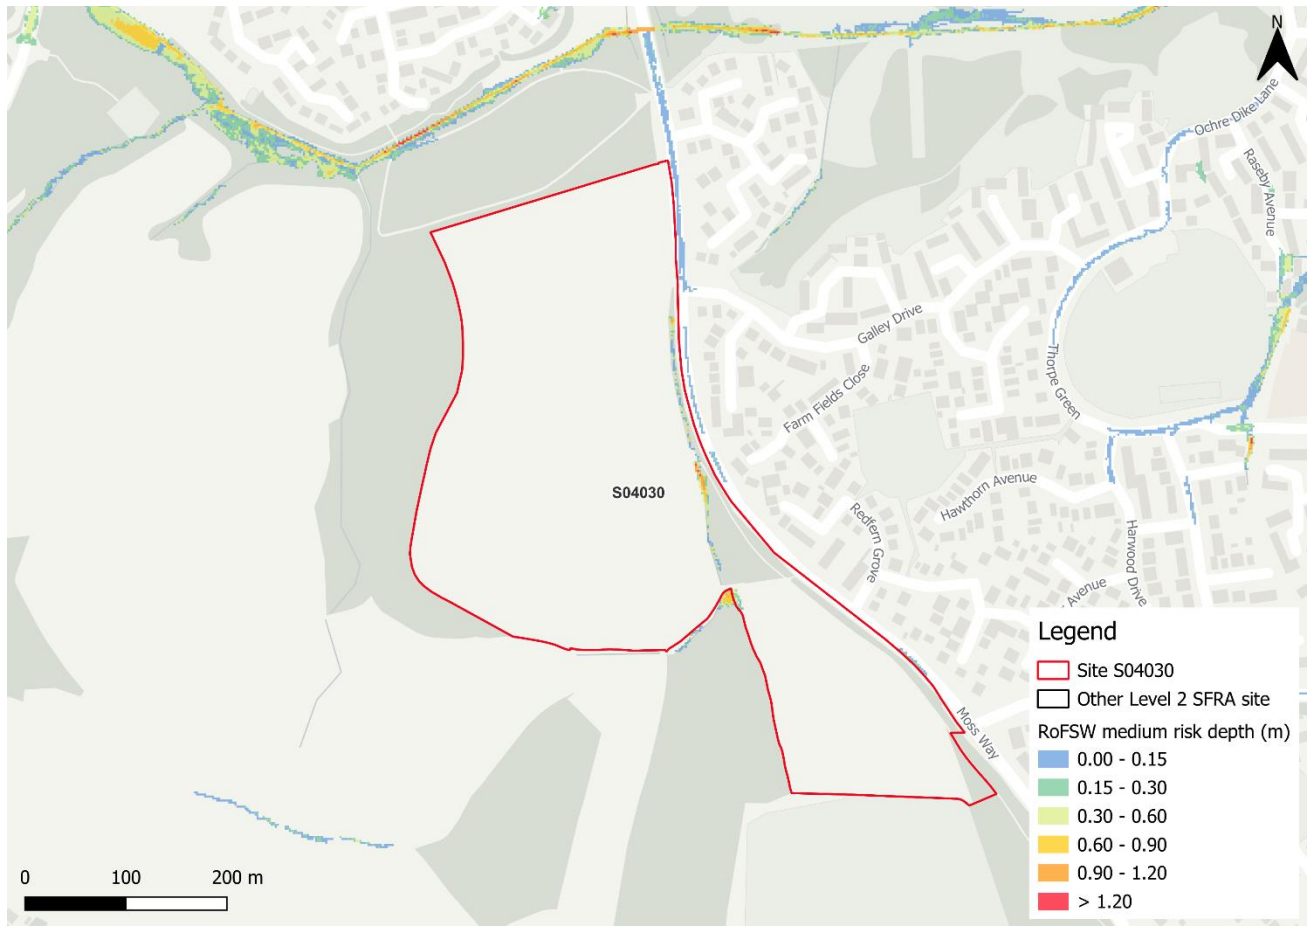 N
Ochre Dike Lane
Raseby Avenue
Galley Drive
Thorpe Green
Farm Fields Close
S04030
Hawthorn Avenue
Redfern Grove
Harwood Drive
Avenue
Moss Way
Legend
Site S04030
Other Level 2 SFRA site
RoFSW medium risk depth (m)
0.00 - 0.15
0.15 - 0.30
0.30 - 0.60
0.60 - 0.90
0.90 - 1.20
> 1.20
0 100 200 m